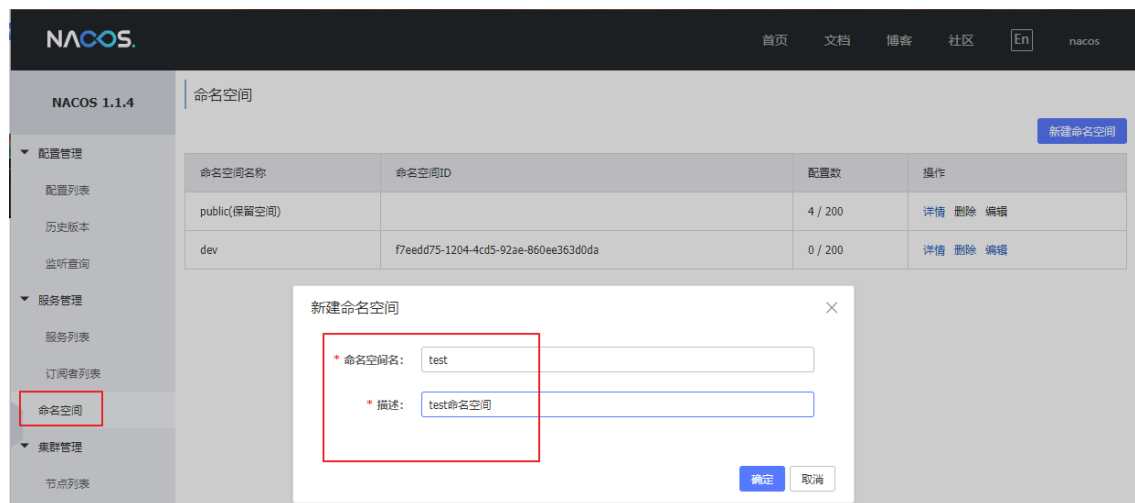 NACOS.
首页 文档 博客 社区 En nacos
NACOS 1.1.4
命名空间
新建命名空间
配置管理
配置列表
历史版本
监听查询
服务管理
服务列表
订阅者列表
命名空间
集群管理
节点列表
命名空间名称 命名空间ID 配置数 操作
public(保留空间) 4 / 200 详情 删除 编辑
dev f7eedd75-1204-4cd5-92ae-860ee363d0da 0 / 200 详情 删除 编辑
新建命名空间
* 命名空间名: test
* 描述: test命名空间
确定 取消